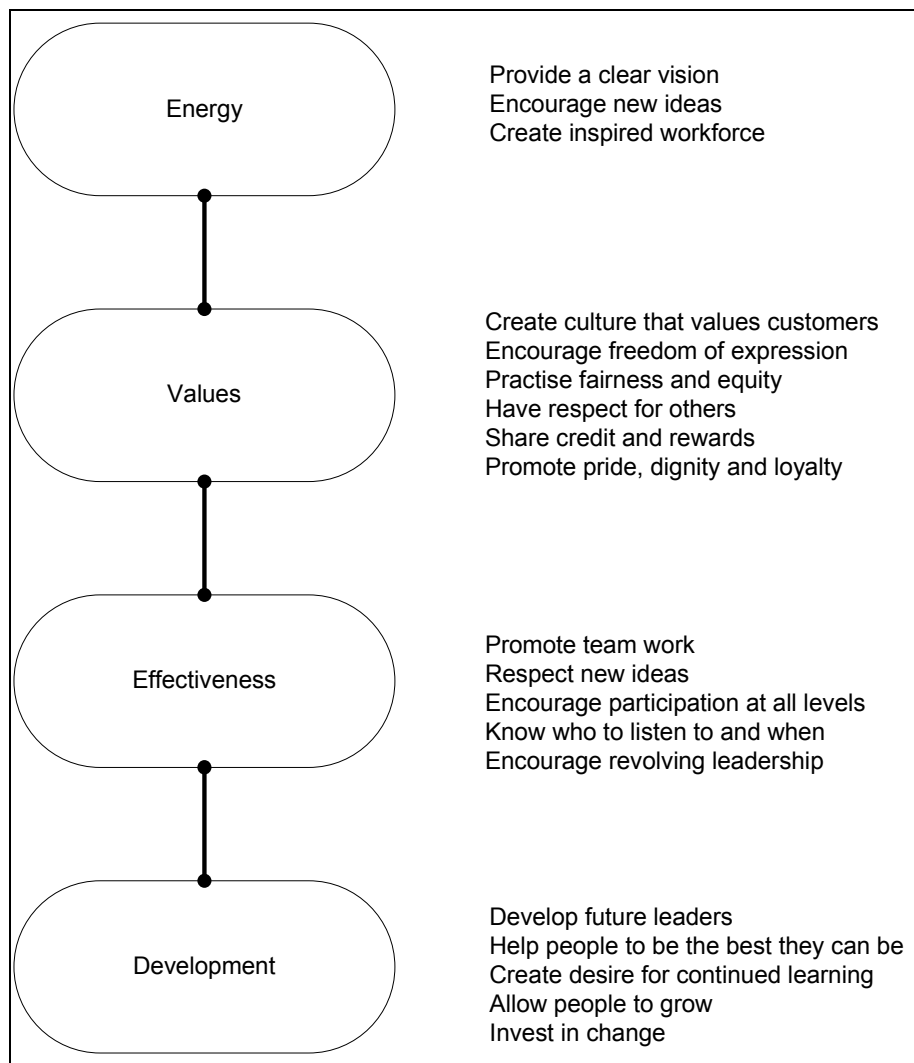 Energy
Provide a clear vision
Encourage new ideas
Create inspired workforce
Values
Create culture that values customers
Encourage freedom of expression
Practise fairness and equity
Have respect for others
Share credit and rewards
Promote pride, dignity and loyalty
Effectiveness
Promote team work
Respect new ideas
Encourage participation at all levels
Know who to listen to and when
Encourage revolving leadership
Development
Develop future leaders
Help people to be the best they can be
Create desire for continued learning
Allow people to grow
Invest in change